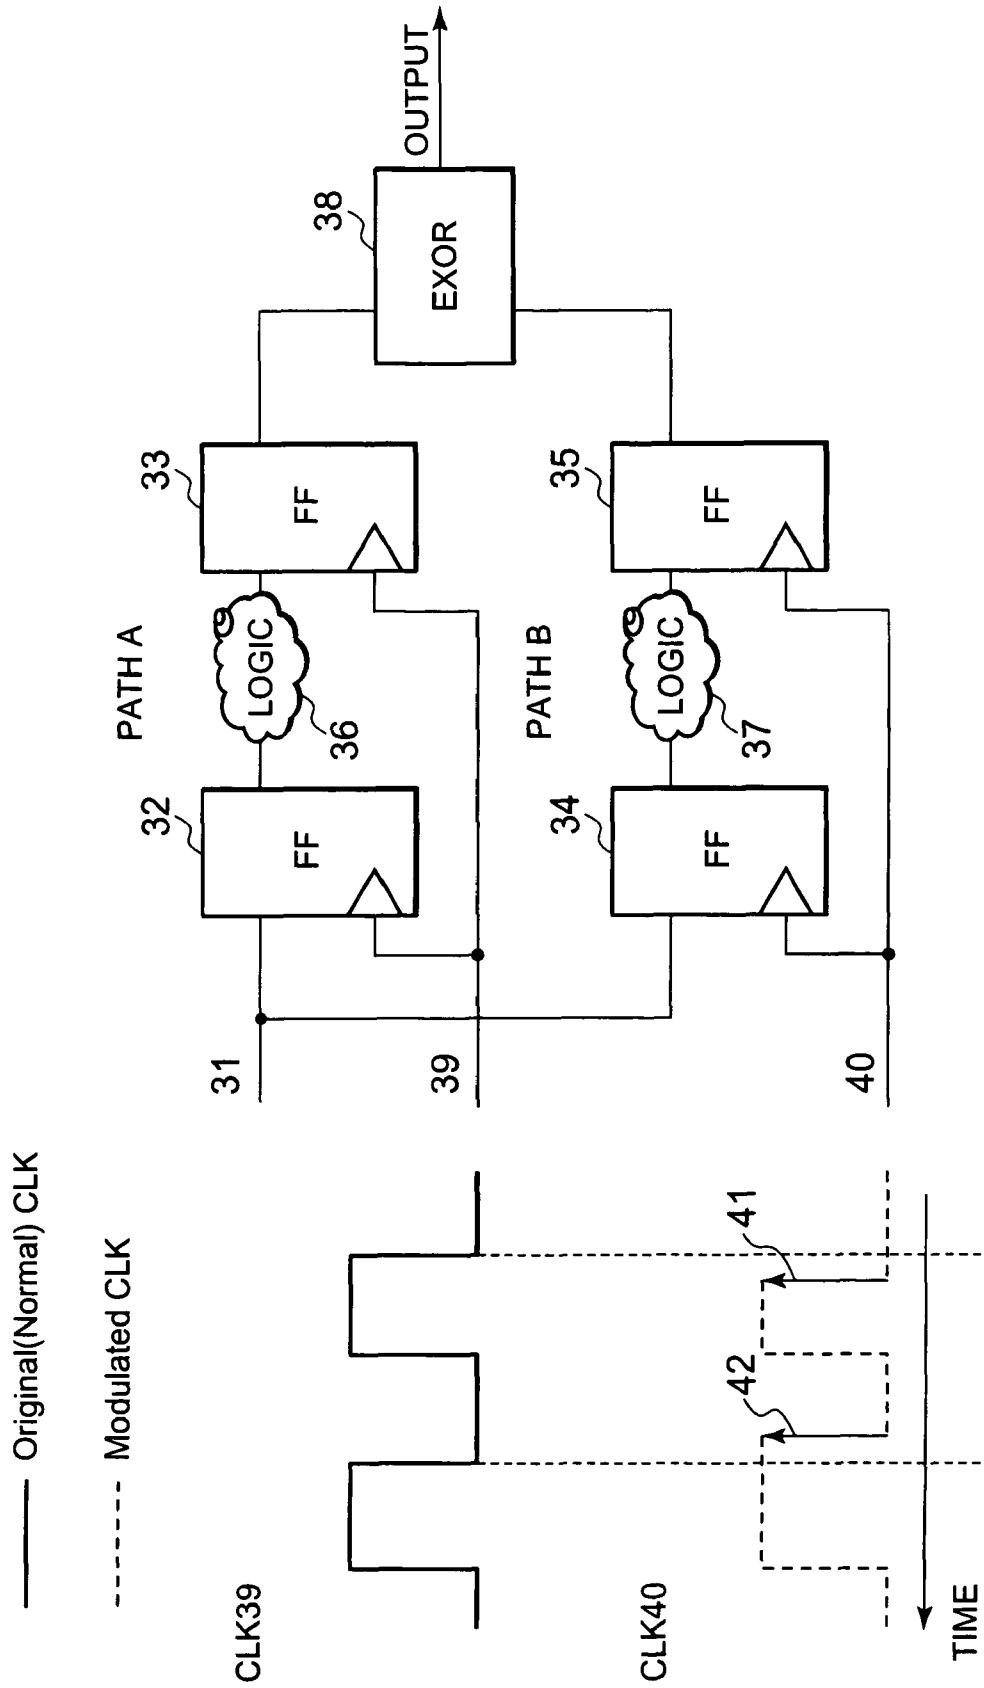 Original(Normal) CLK
Modulated CLK
CLK39
CLK40
TIME
41
42
31
39
40
PATH A
32
FF
36
LOGIC
33
FF
PATH B
34
FF
37
LOGIC
35
FF
38
EXOR
OUTPUT